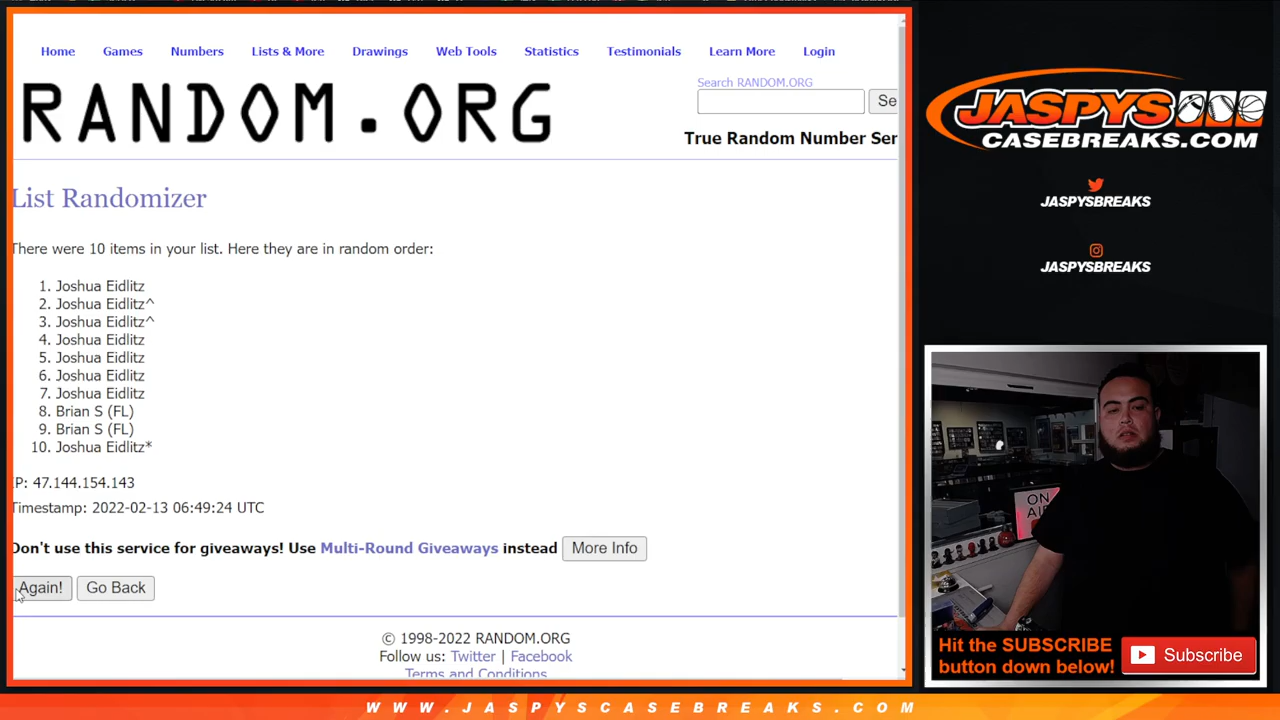 Home Games Numbers Lists & More Drawings Web Tools Statistics Testimonials Learn More Login
RANDOM.ORG
Search RANDOM.ORG
Se
True Random Number Ser
List Randomizer
There were 10 items in your list. Here they are in random order:
1. Joshua Eidlitz
2. Joshua Eidlitz^
3. Joshua Eidlitz^
4. Joshua Eidlitz
5. Joshua Eidlitz
6. Joshua Eidlitz
7. Joshua Eidlitz
8. Brian S (FL)
9. Brian S (FL)
10. Joshua Eidlitz*
IP: 47.144.154.143
Timestamp: 2022-02-13 06:49:24 UTC
Don't use this service for giveaways! Use Multi-Round Giveaways instead More Info
Again! Go Back
© 1998-2022 RANDOM.ORG
Follow us: Twitter | Facebook
Terms and Conditions
JASPYS
CASEBREAKS.COM
JASPYSBREAKS
JASPYSBREAKS
ON
AIR
Hit the SUBSCRIBE
button down below!
Subscribe
WWW.JASPYSCASEBREAKS.COM